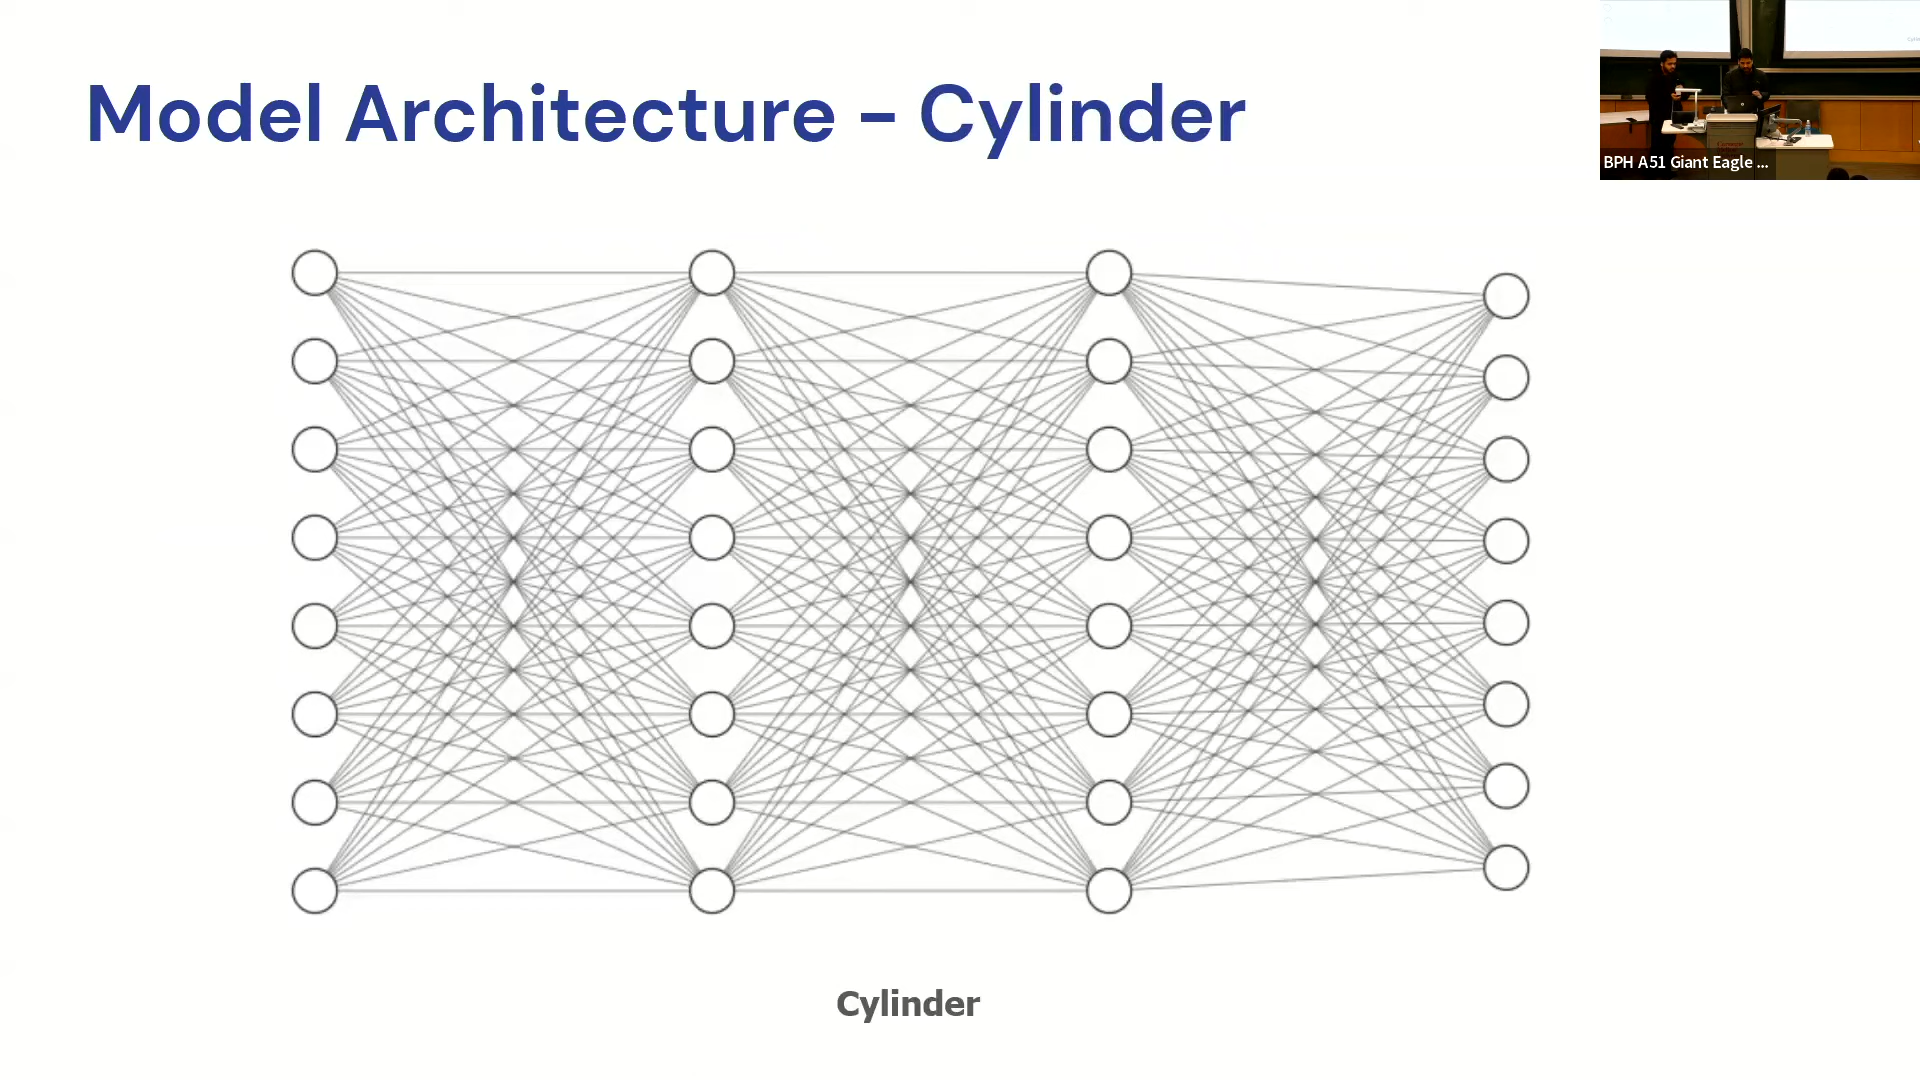 Model Architecture – Cylinder
BPH A51 Giant Eagle ...
Cylinder